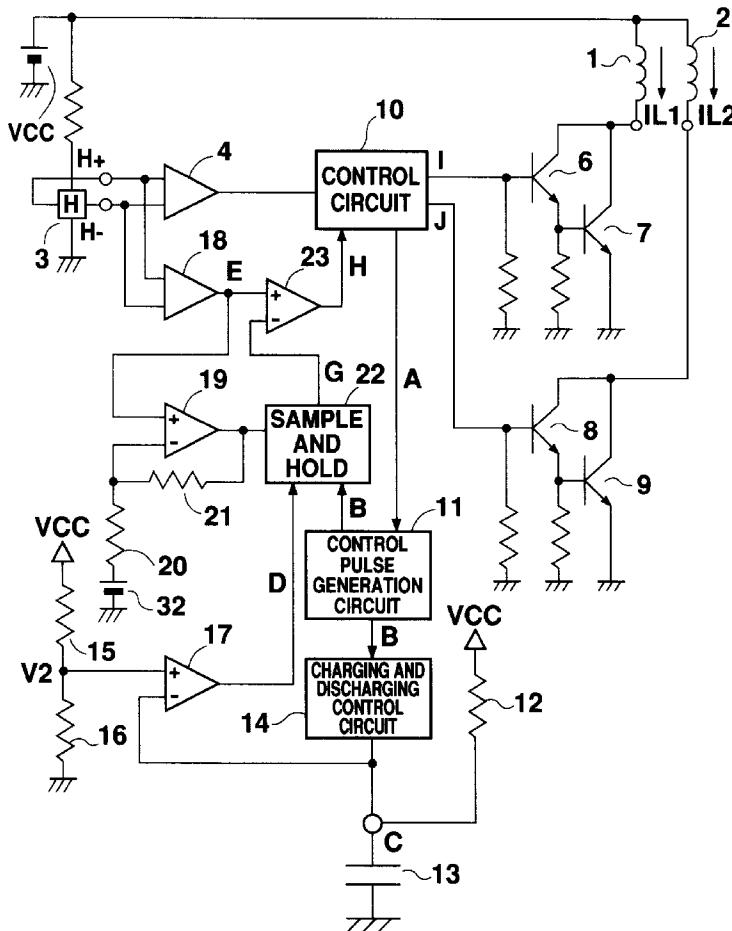 2
1
IL1
IL2
VCC
10
H+
4
CONTROL
CIRCUIT
I
6
H
H-
J
3
7
18
E
23
H
+
-
G
A
19
22
+
-
SAMPLE
AND
HOLD
8
9
21
B
11
VCC
20
CONTROL
PULSE
GENERATION
CIRCUIT
D
32
VCC
15
17
B
V2
+
-
CHARGING AND
DISCHARGING
CONTROL
CIRCUIT
12
14
16
C
13